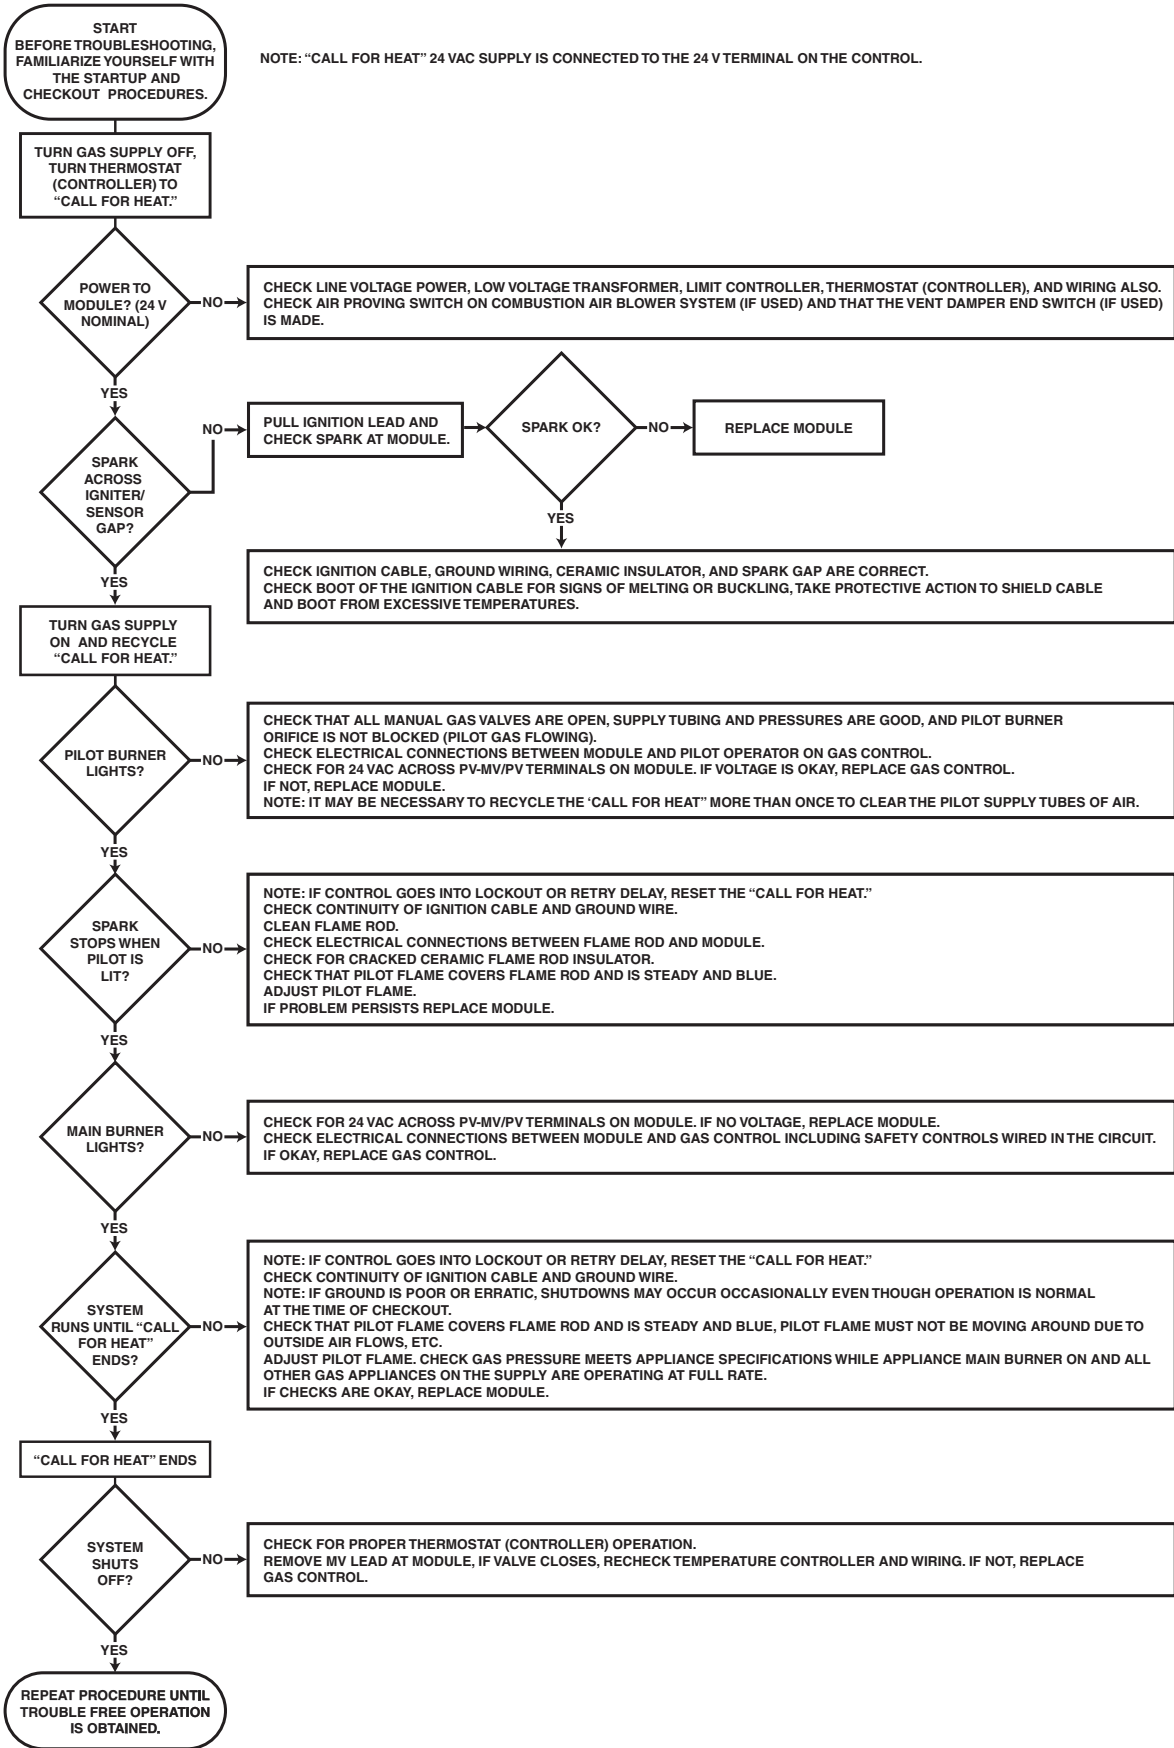 START
BEFORE TROUBLESHOOTING,
FAMILIARIZE YOURSELF WITH
THE STARTUP AND
CHECKOUT PROCEDURES.
NOTE: “CALL FOR HEAT” 24 VAC SUPPLY IS CONNECTED TO THE 24 V TERMINAL ON THE CONTROL.
TURN GAS SUPPLY OFF,
TURN THERMOSTAT
(CONTROLLER) TO
“CALL FOR HEAT.”
POWER TO
MODULE? (24 V
NOMINAL)
NO
CHECK LINE VOLTAGE POWER, LOW VOLTAGE TRANSFORMER, LIMIT CONTROLLER, THERMOSTAT (CONTROLLER), AND WIRING ALSO.
CHECK AIR PROVING SWITCH ON COMBUSTION AIR BLOWER SYSTEM (IF USED) AND THAT THE VENT DAMPER END SWITCH (IF USED)
IS MADE.
YES
SPARK
ACROSS
IGNITER/
SENSOR
GAP?
NO
PULL IGNITION LEAD AND
CHECK SPARK AT MODULE.
SPARK OK?
NO
REPLACE MODULE
YES
CHECK IGNITION CABLE, GROUND WIRING, CERAMIC INSULATOR, AND SPARK GAP ARE CORRECT.
CHECK BOOT OF THE IGNITION CABLE FOR SIGNS OF MELTING OR BUCKLING, TAKE PROTECTIVE ACTION TO SHIELD CABLE
AND BOOT FROM EXCESSIVE TEMPERATURES.
YES
TURN GAS SUPPLY
ON AND RECYCLE
“CALL FOR HEAT.”
PILOT BURNER
LIGHTS?
NO
CHECK THAT ALL MANUAL GAS VALVES ARE OPEN, SUPPLY TUBING AND PRESSURES ARE GOOD, AND PILOT BURNER
ORIFICE IS NOT BLOCKED (PILOT GAS FLOWING).
CHECK ELECTRICAL CONNECTIONS BETWEEN MODULE AND PILOT OPERATOR ON GAS CONTROL.
CHECK FOR 24 VAC ACROSS PV-MV/PV TERMINALS ON MODULE. IF VOLTAGE IS OKAY, REPLACE GAS CONTROL.
IF NOT, REPLACE MODULE.
NOTE: IT MAY BE NECESSARY TO RECYCLE THE ‘CALL FOR HEAT” MORE THAN ONCE TO CLEAR THE PILOT SUPPLY TUBES OF AIR.
YES
SPARK
STOPS WHEN
PILOT IS
LIT?
NO
NOTE: IF CONTROL GOES INTO LOCKOUT OR RETRY DELAY, RESET THE “CALL FOR HEAT.”
CHECK CONTINUITY OF IGNITION CABLE AND GROUND WIRE.
CLEAN FLAME ROD.
CHECK ELECTRICAL CONNECTIONS BETWEEN FLAME ROD AND MODULE.
CHECK FOR CRACKED CERAMIC FLAME ROD INSULATOR.
CHECK THAT PILOT FLAME COVERS FLAME ROD AND IS STEADY AND BLUE.
ADJUST PILOT FLAME.
IF PROBLEM PERSISTS REPLACE MODULE.
YES
MAIN BURNER
LIGHTS?
NO
CHECK FOR 24 VAC ACROSS PV-MV/PV TERMINALS ON MODULE. IF NO VOLTAGE, REPLACE MODULE.
CHECK ELECTRICAL CONNECTIONS BETWEEN MODULE AND GAS CONTROL INCLUDING SAFETY CONTROLS WIRED IN THE CIRCUIT.
IF OKAY, REPLACE GAS CONTROL.
YES
SYSTEM
RUNS UNTIL “CALL
FOR HEAT”
ENDS?
NO
NOTE: IF CONTROL GOES INTO LOCKOUT OR RETRY DELAY, RESET THE “CALL FOR HEAT.”
CHECK CONTINUITY OF IGNITION CABLE AND GROUND WIRE.
NOTE: IF GROUND IS POOR OR ERRATIC, SHUTDOWNS MAY OCCUR OCCASIONALLY EVEN THOUGH OPERATION IS NORMAL
AT THE TIME OF CHECKOUT.
CHECK THAT PILOT FLAME COVERS FLAME ROD AND IS STEADY AND BLUE, PILOT FLAME MUST NOT BE MOVING AROUND DUE TO
OUTSIDE AIR FLOWS, ETC.
ADJUST PILOT FLAME. CHECK GAS PRESSURE MEETS APPLIANCE SPECIFICATIONS WHILE APPLIANCE MAIN BURNER ON AND ALL
OTHER GAS APPLIANCES ON THE SUPPLY ARE OPERATING AT FULL RATE.
IF CHECKS ARE OKAY, REPLACE MODULE.
YES
“CALL FOR HEAT” ENDS
SYSTEM
SHUTS
OFF?
NO
CHECK FOR PROPER THERMOSTAT (CONTROLLER) OPERATION.
REMOVE MV LEAD AT MODULE, IF VALVE CLOSES, RECHECK TEMPERATURE CONTROLLER AND WIRING. IF NOT, REPLACE
GAS CONTROL.
YES
REPEAT PROCEDURE UNTIL
TROUBLE FREE OPERATION
IS OBTAINED.